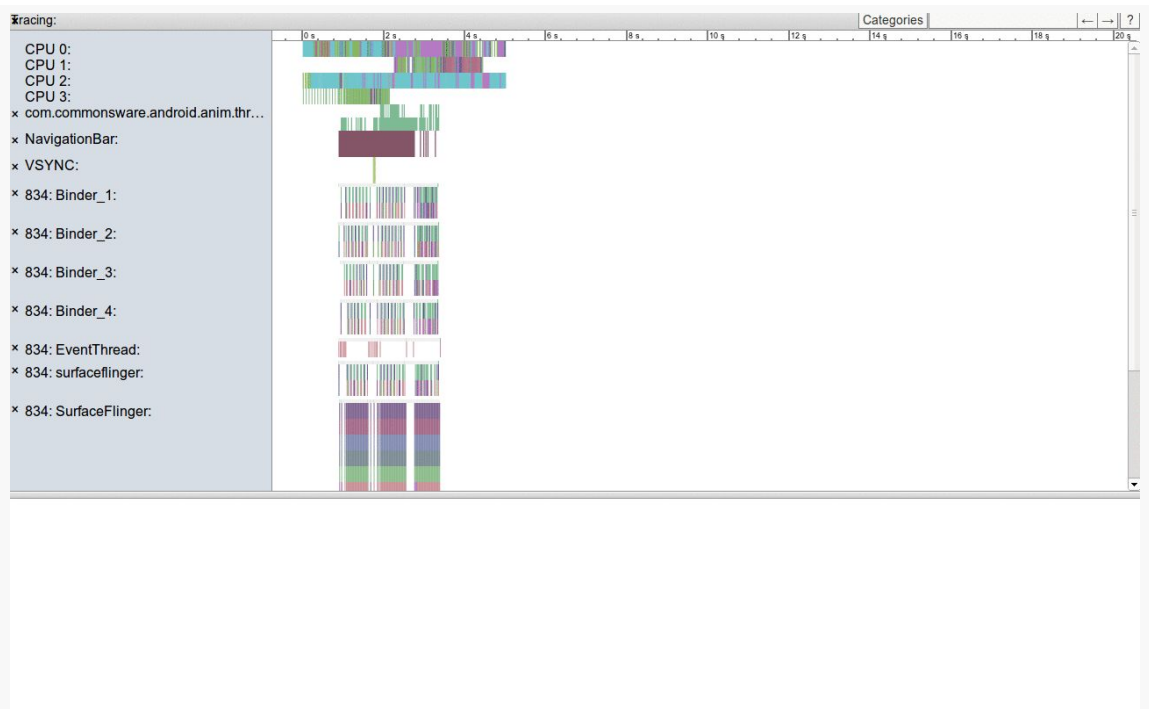 Tracing: Categories ← → ?
0 s 2 s 4 s 6 s 8 s 10 s 12 s 14 s 16 s 18 s 20 s
CPU 0:
CPU 1:
CPU 2:
CPU 3:
× com.commonsware.android.anim.thr...
× NavigationBar:
× VSYNC:
× 834: Binder_1:
× 834: Binder_2:
× 834: Binder_3:
× 834: Binder_4:
× 834: EventThread:
× 834: surfaceflinger:
× 834: SurfaceFlinger: